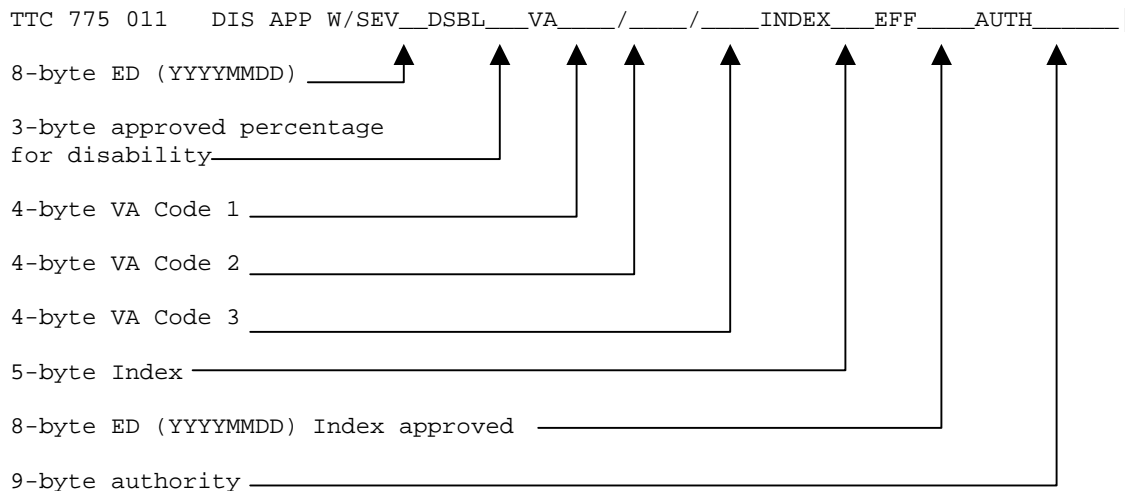 TTC 775 011 DIS APP W/SEV__DSBL___VA____/____/____INDEX___EFF____AUTH______
8-byte ED (YYYYMMDD)
3-byte approved percentage
for disability
4-byte VA Code 1
4-byte VA Code 2
4-byte VA Code 3
5-byte Index
8-byte ED (YYYYMMDD) Index approved
9-byte authority